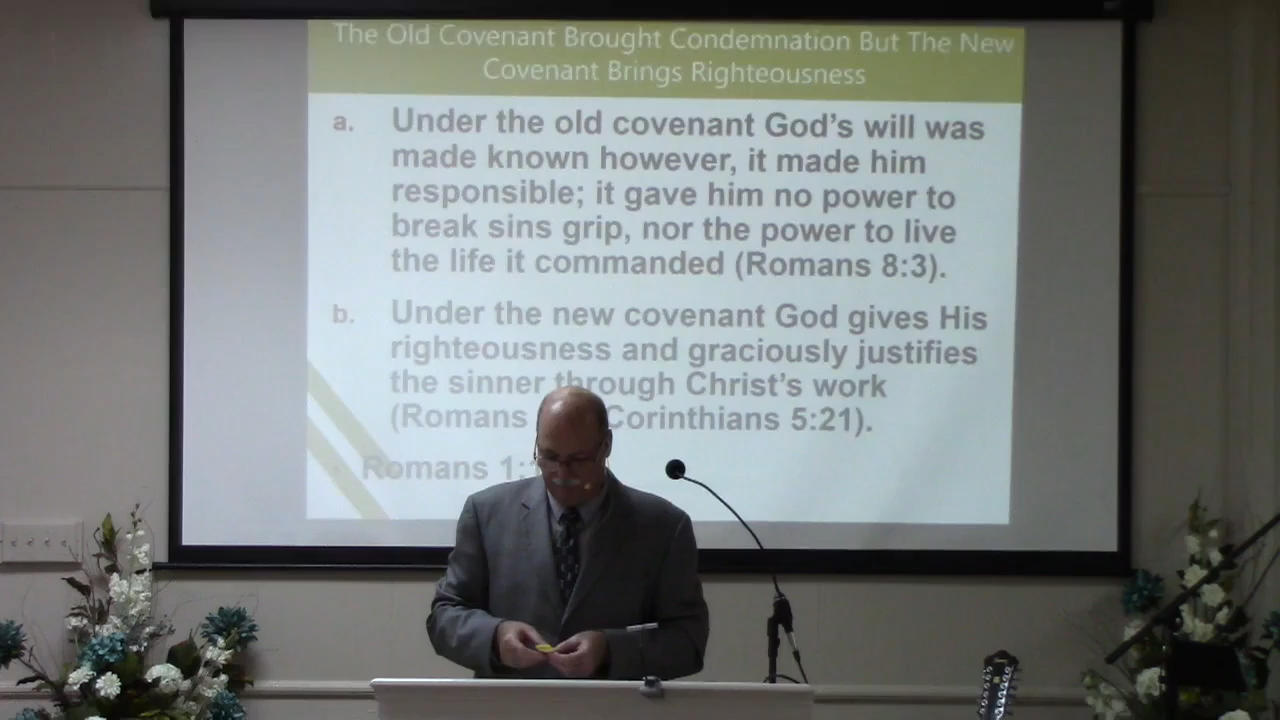 The Old Covenant Brought Condemnation But The New
Covenant Brings Righteousness
a. Under the old covenant God's will was
made known however, it made him
responsible; it gave him no power to
break sins grip, nor the power to live
the life it commanded (Romans 8:3).
b. Under the new covenant God gives His
righteousness and graciously justifies
the sinner through Christ's work
(Romans Corinthians 5:21).
Romans 1: